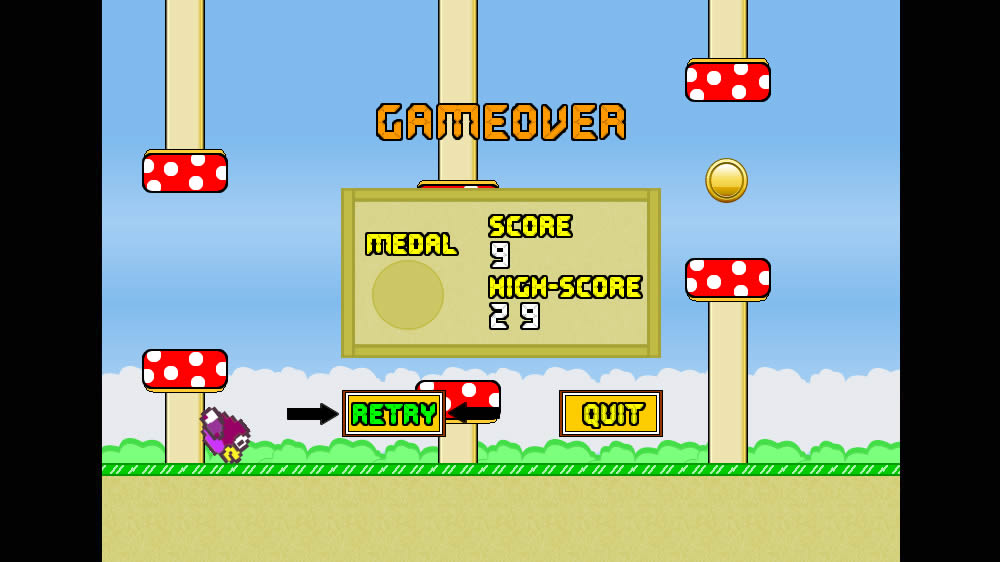 GAMEOVER
MEDAL
SCORE
9
HIGH-SCORE
29
RETRY
QUIT